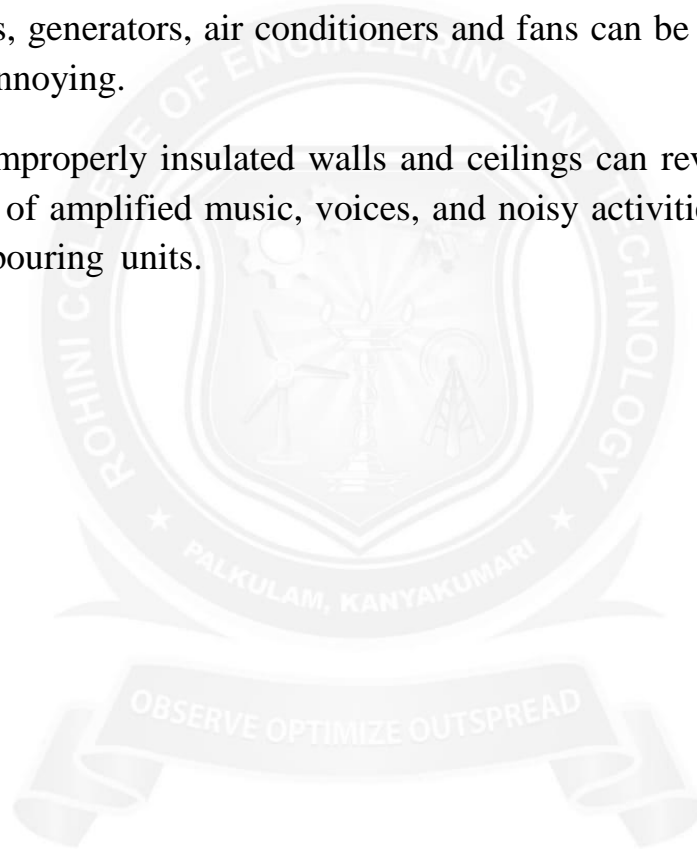 s, generators, air conditioners and fans can be
nnoying.
mproperly insulated walls and ceilings can rev
of amplified music, voices, and noisy activiti
bouring units.
ROHINI COLLEGE OF ENGINEERING AND TECHNOLOGY
PALKULAM, KANYAKUMARI
OBSERVE OPTIMIZE OUTSPREAD